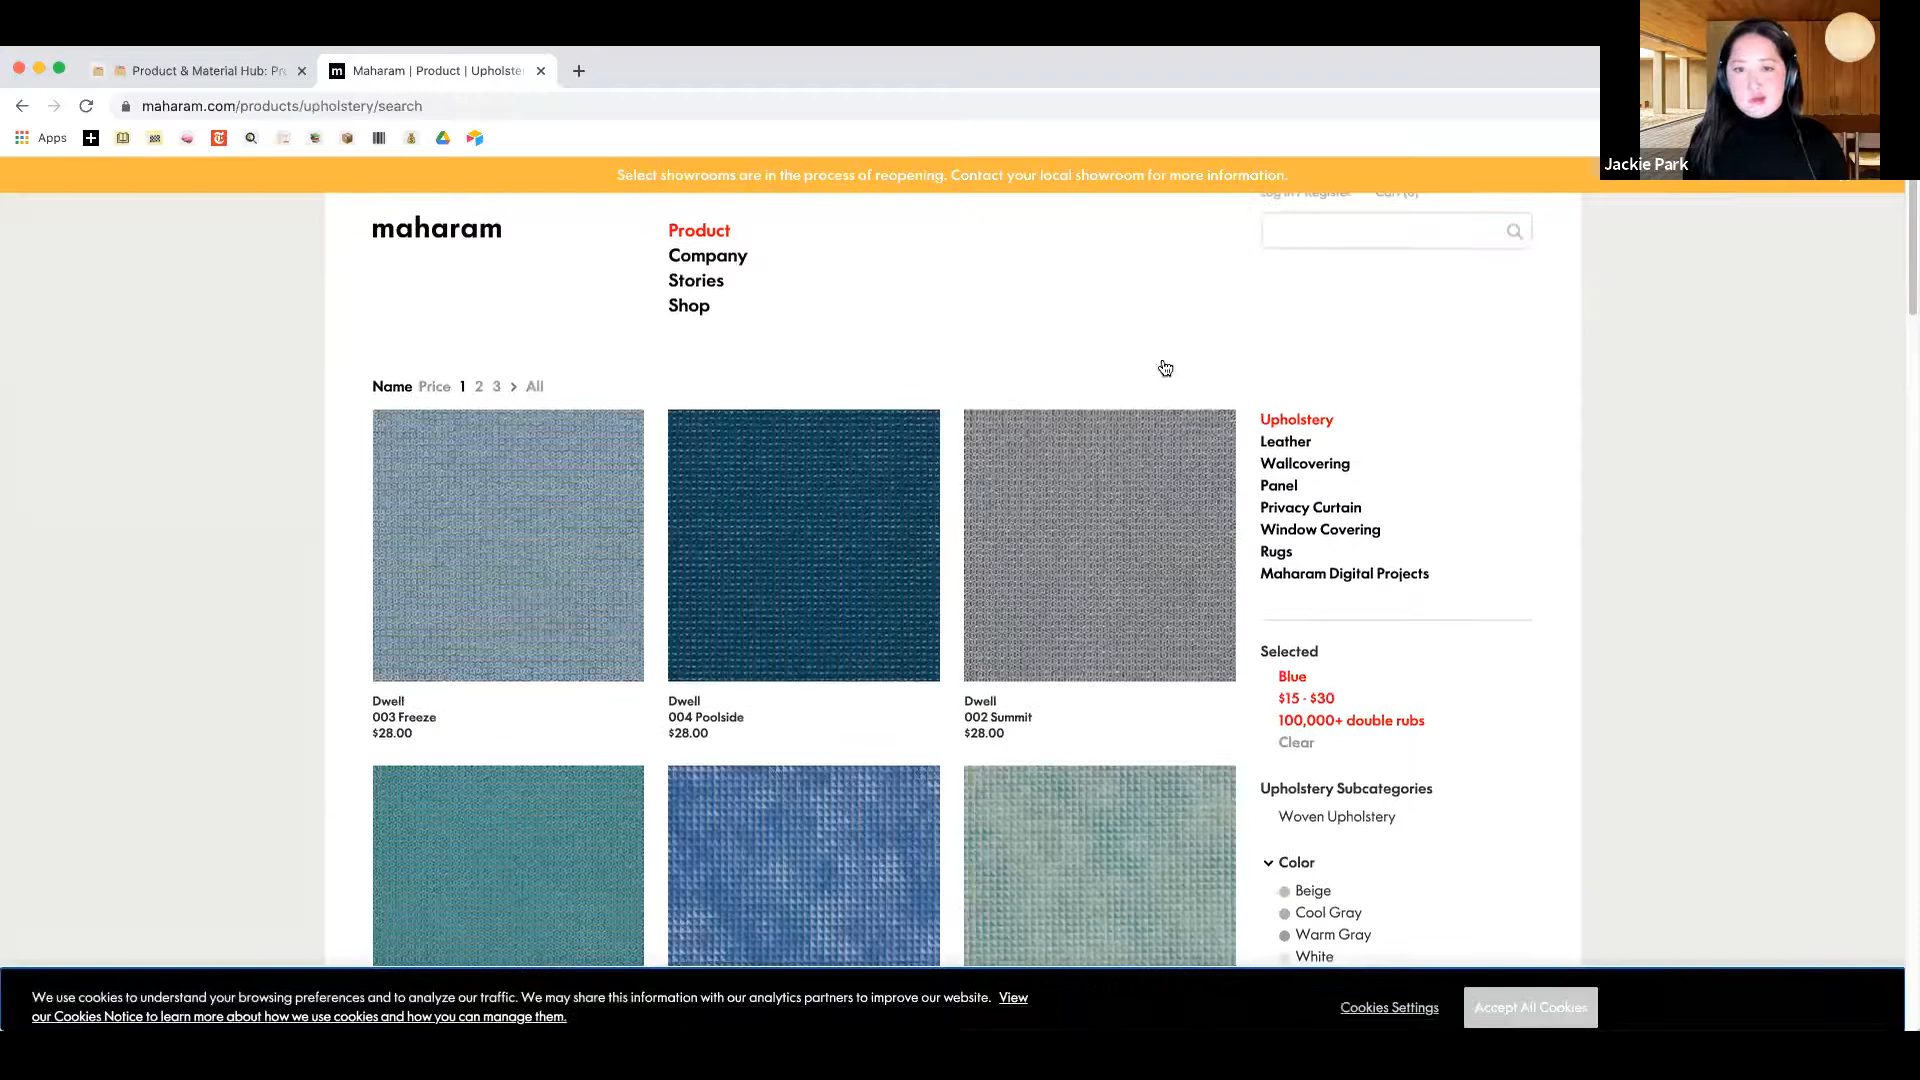 Product & Material Hub: Pr
Maharam | Product | Upholste
maharam.com/products/upholstery/search
Apps
Jackie Park
Select showrooms are in the process of reopening. Contact your local showroom for more information.
Log In / Register
Cart (0)
maharam
Product
Company
Stories
Shop
Name Price 1 2 3 > All
Dwell
003 Freeze
$28.00
Dwell
004 Poolside
$28.00
Dwell
002 Summit
$28.00
Upholstery
Leather
Wallcovering
Panel
Privacy Curtain
Window Covering
Rugs
Maharam Digital Projects
Selected
Blue
$15 - $30
100,000+ double rubs
Clear
Upholstery Subcategories
Woven Upholstery
Color
Beige
Cool Gray
Warm Gray
White
We use cookies to understand your browsing preferences and to analyze our traffic. We may share this information with our analytics partners to improve our website. View
our Cookies Notice to learn more about how we use cookies and how you can manage them.
Cookies Settings
Accept All Cookies